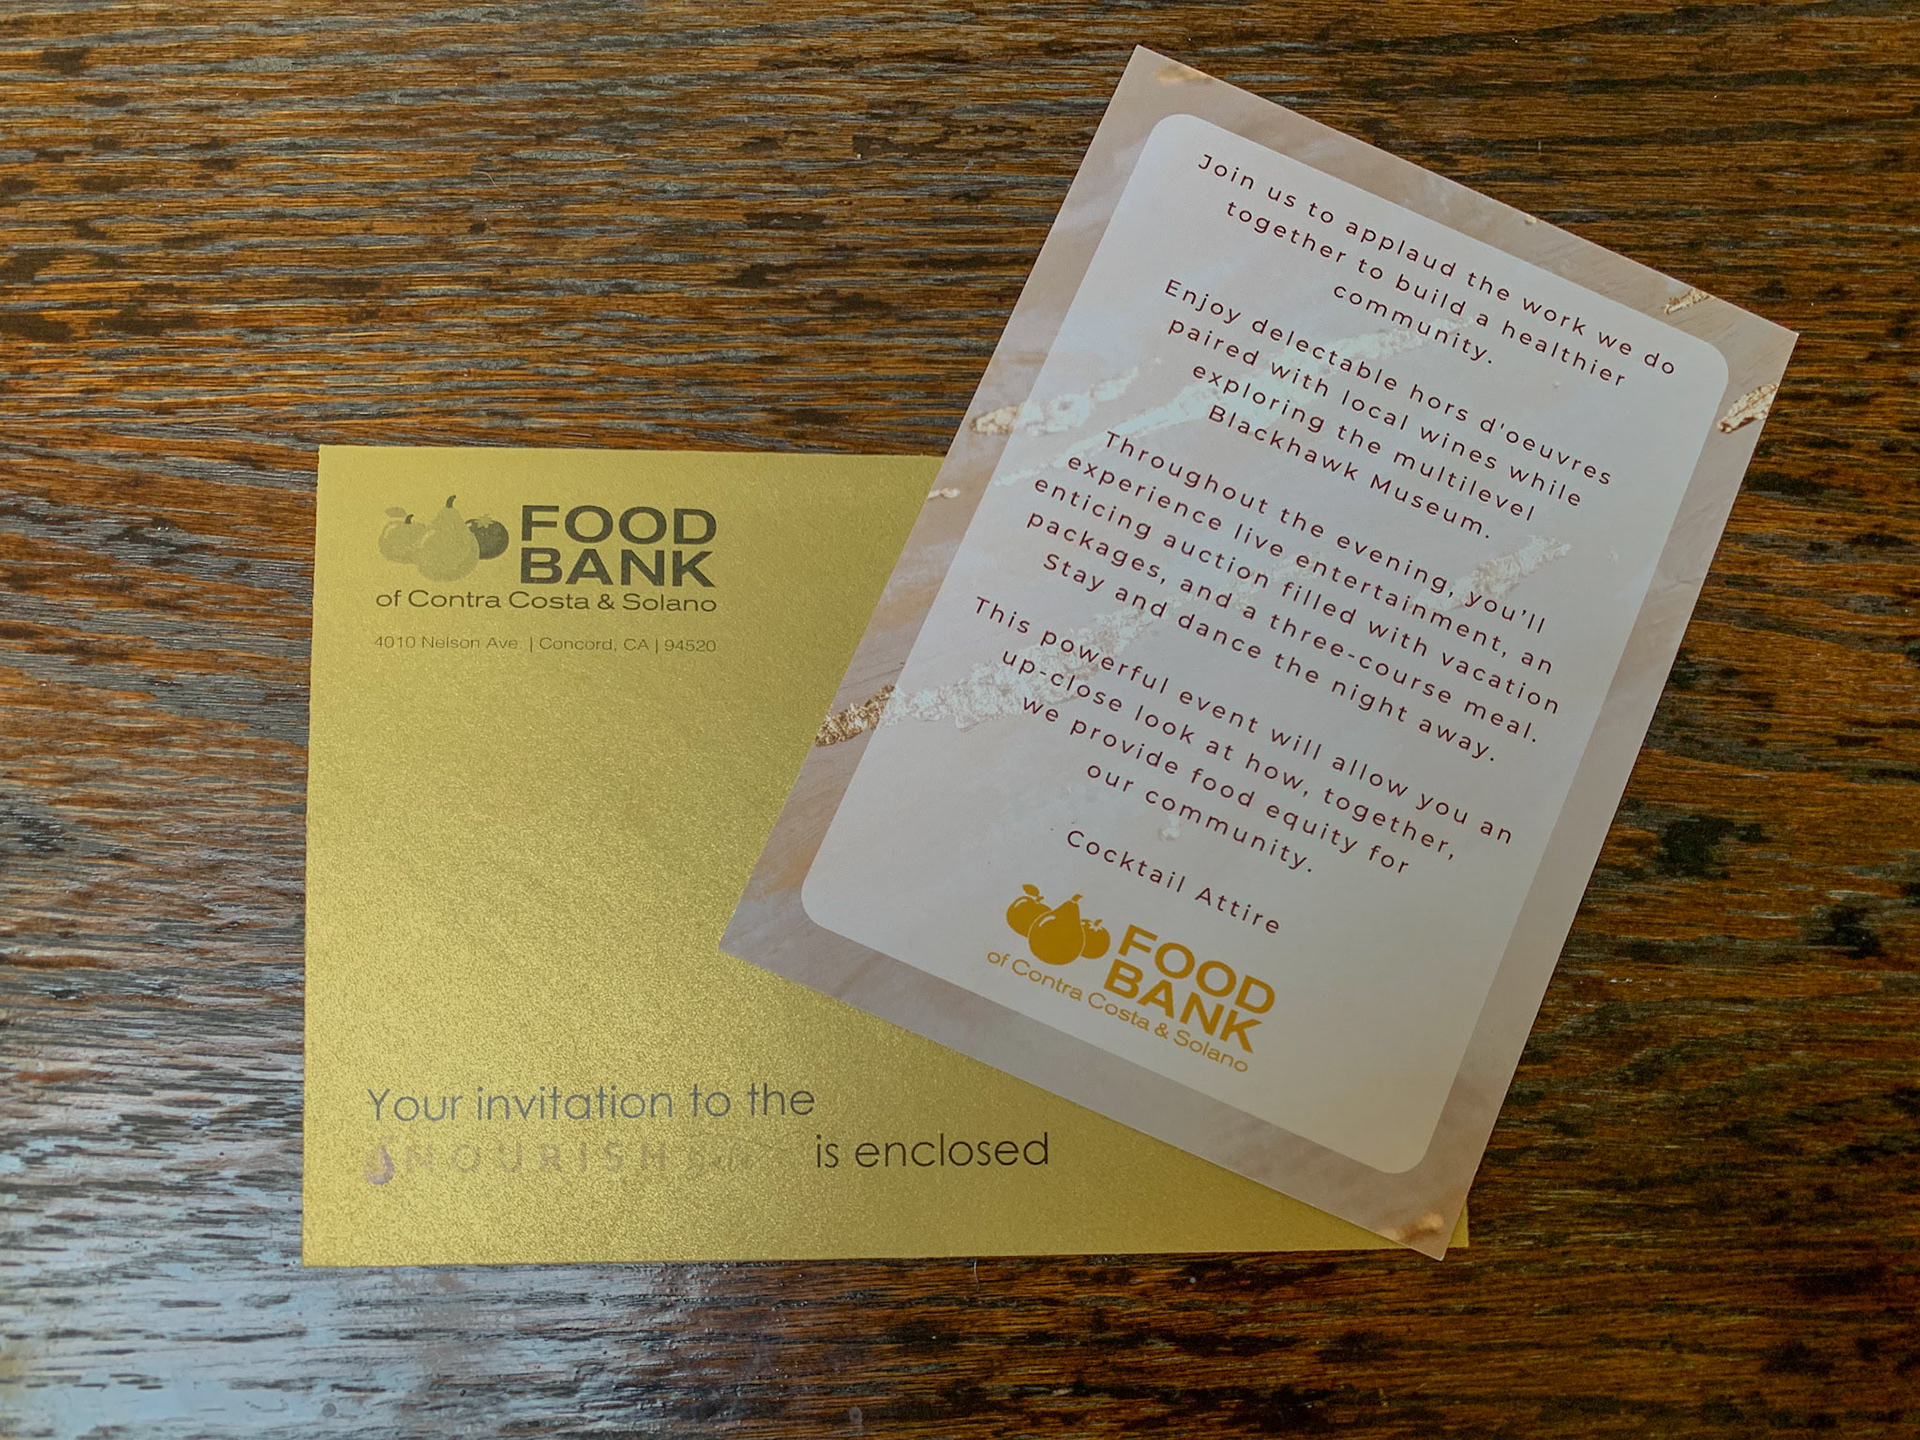 FOOD
BANK
of Contra Costa & Solano
4010 Nelson Ave. | Concord, CA | 94520
Your invitation to the
NOURISH Gala is enclosed
Join us to applaud the work we do
together to build a healthier
community.
Enjoy delectable hors d'oeuvres
paired with local wines while
exploring the multilevel
Blackhawk Museum.
Throughout the evening, you'll
experience live entertainment, an
enticing auction filled with vacation
packages, and a three-course meal.
Stay and dance the night away.
This powerful event will allow you an
up-close look at how, together,
we provide food equity for
our community.
Cocktail Attire
FOOD
BANK
of Contra Costa & Solano